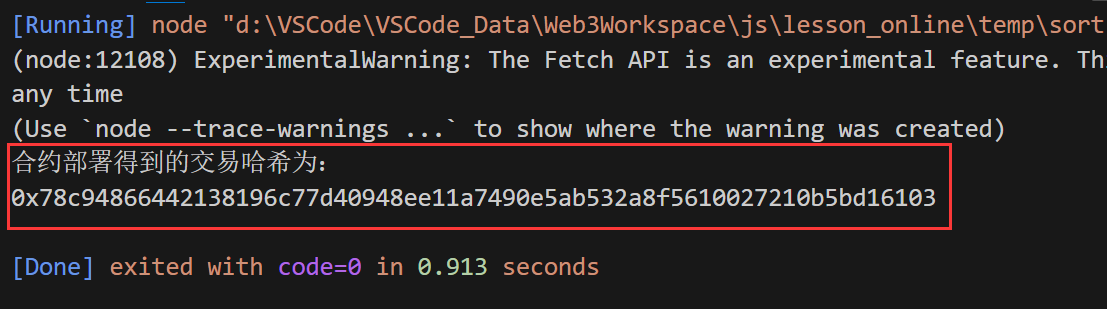 [Running] node "d:\VSCode\VSCode_Data\Web3Workspace\js\lesson_online\temp\sort
(node:12108) ExperimentalWarning: The Fetch API is an experimental feature. Thi
any time
(Use `node --trace-warnings ...` to show where the warning was created)
合约部署得到的交易哈希为:
0x78c94866442138196c77d40948ee11a7490e5ab532a8f5610027210b5bd16103
[Done] exited with code=0 in 0.913 seconds